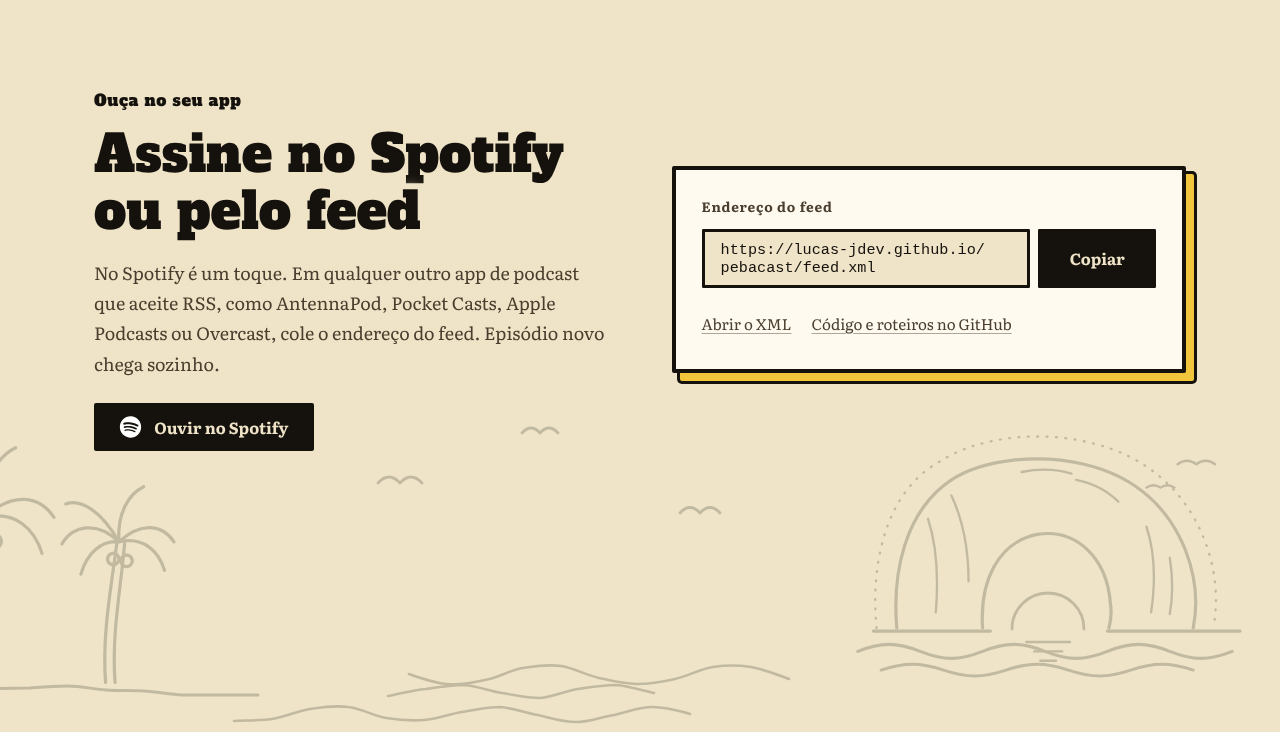 Ouça no seu app
Assine no Spotify
ou pelo feed
No Spotify é um toque. Em qualquer outro app de podcast
que aceite RSS, como AntennaPod, Pocket Casts, Apple
Podcasts ou Overcast, cole o endereço do feed. Episódio novo
chega sozinho.
Ouvir no Spotify
Endereço do feed
https://lucas-jdev.github.io/
pebacast/feed.xml
Copiar
Abrir o XML Código e roteiros no GitHub